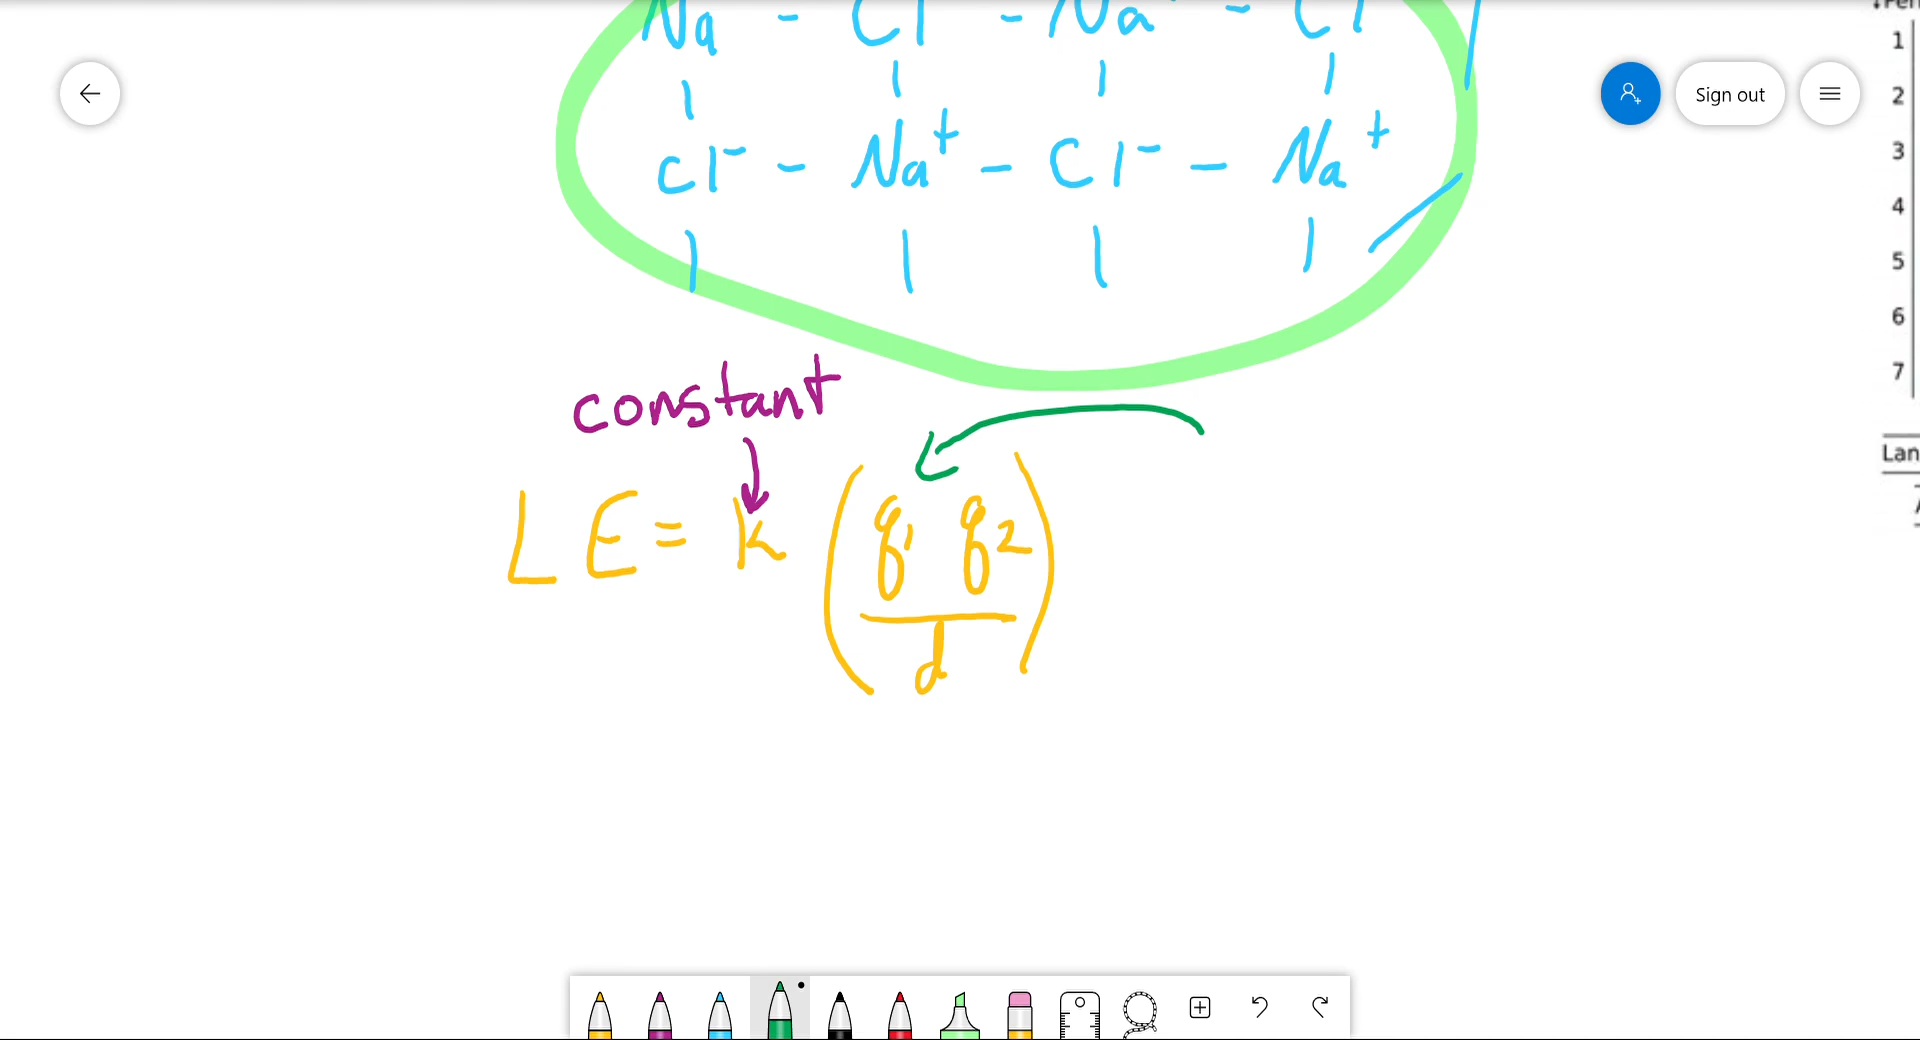 Na - Cl - Na - Cl
Cl⁻ - Na⁺ - Cl⁻ - Na⁺
constant
LE = k (q1 q2 / d)
Sign out
1
2
3
4
5
6
7
Lan